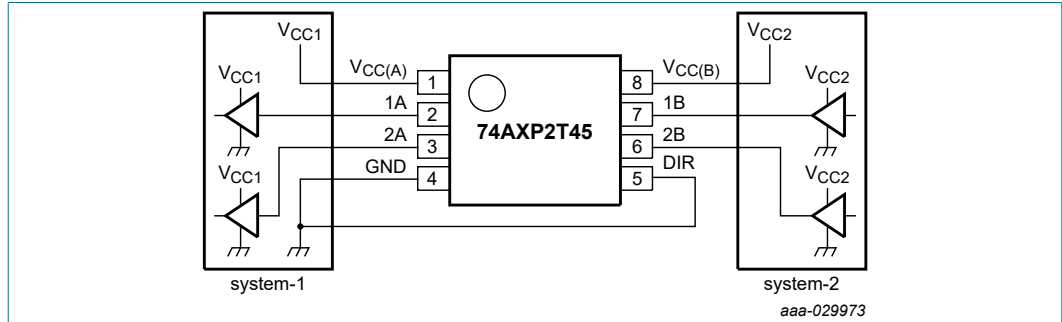 VCC1
VCC1
VCC1
system-1
VCC(A)
1A
2A
GND
1
2
3
4
74AXP2T45
8
7
6
5
VCC(B)
1B
2B
DIR
VCC2
VCC2
VCC2
system-2
aaa-029973